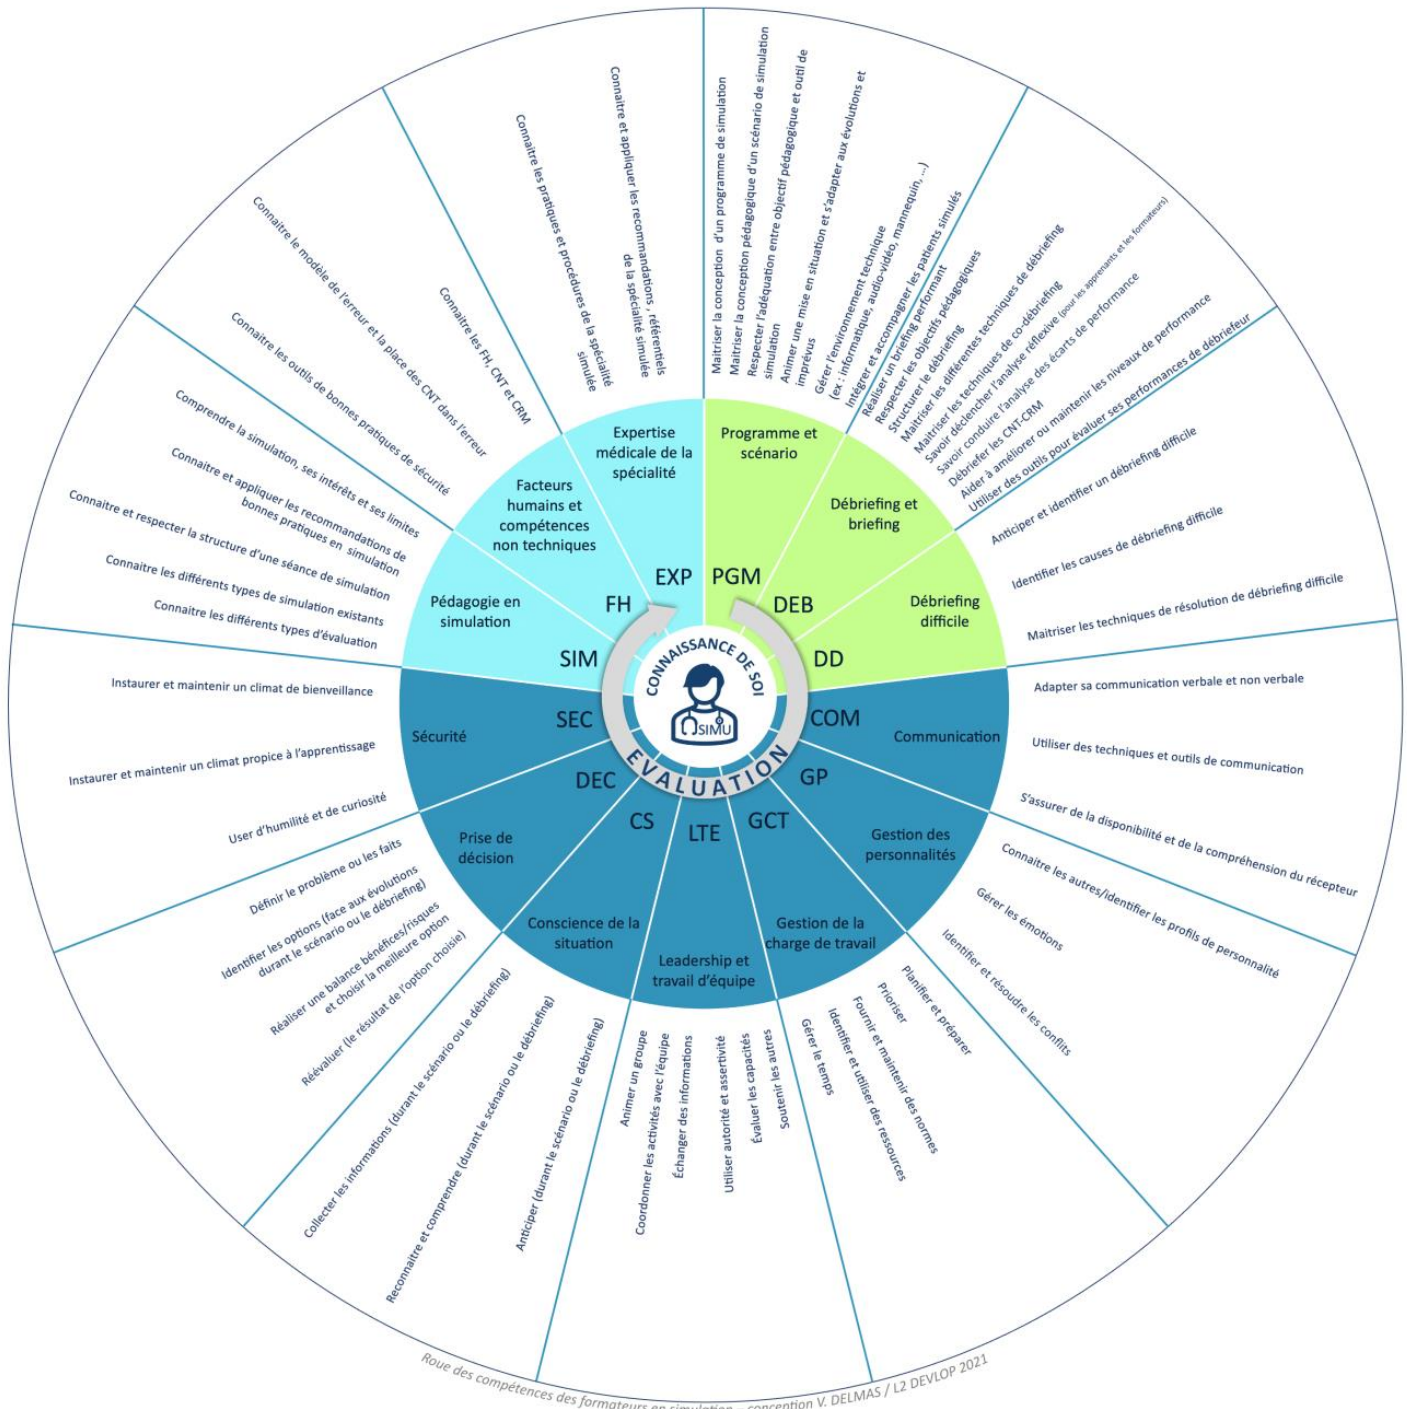 Maitriser la conception d'un programme de simulation
Maitriser la conception pédagogique d'un scénario de simulation
Respecter l'adéquation entre objectif pédagogique et outil de
simulation
Animer une mise en situation et s'adapter aux évolutions et
imprévus
Gérer l'environnement technique
(ex : informatique, audio-vidéo, mannequin, ...)
Intégrer et accompagner les patients simulés
Réaliser un briefing performant
Respecter les objectifs pédagogiques
Structurer le débriefing
Maitriser les différentes techniques de débriefing
Maitriser les techniques de co-débriefing
Savoir déclencher l'analyse réflexive (pour les apprenants et les formateurs)
Savoir conduire l'analyse des écarts de performance
Débriefer les CNT-CRM
Aider à améliorer ou maintenir les niveaux de performance
Utiliser des outils pour évaluer ses performances de débriefeur
Anticiper et identifier un débriefing difficile
Identifier les causes de débriefing difficile
Maitriser les techniques de résolution de débriefing difficile
Adapter sa communication verbale et non verbale
Utiliser des techniques et outils de communication
S'assurer de la disponibilité et de la compréhension du récepteur
Connaitre les autres/identifier les profils de personnalité
Gérer les émotions
Identifier et résoudre les conflits
Planifier et préparer
Prioriser
Fournir et maintenir des normes
Identifier et utiliser des ressources
Gérer le temps
Soutenir les autres
Évaluer les capacités
Utiliser autorité et assertivité
Échanger des informations
Coordonner les activités avec l'équipe
Animer un groupe
Anticiper (durant le scénario ou le débriefing)
Reconnaitre et comprendre (durant le scénario ou le débriefing)
Collecter les informations (durant le scénario ou le débriefing)
Réévaluer (le résultat de l'option choisie)
Réaliser une balance bénéfices/risques
et choisir la meilleure option
Identifier les options (face aux évolutions
durant le scénario ou le débriefing)
Définir le problème ou les faits
User d'humilité et de curiosité
Instaurer et maintenir un climat propice à l'apprentissage
Instaurer et maintenir un climat de bienveillance
Connaitre les différents types d'évaluation
Connaitre les différents types de simulation existants
Connaitre et respecter la structure d'une séance de simulation
Connaitre et appliquer les recommandations de
bonnes pratiques en simulation
Comprendre la simulation, ses intérêts et ses limites
Connaitre les outils de bonnes pratiques de sécurité
Connaitre le modèle de l'erreur et la place des CNT dans l'erreur
Connaitre les FH, CNT et CRM
Connaitre les pratiques et procédures de la spécialité
simulée
Connaitre et appliquer les recommandations , référentiels
de la spécialité simulée
Programme et
scénario
PGM
Débriefing et
briefing
DEB
Débriefing
difficile
DD
Communication
COM
Gestion des
personnalités
GP
Gestion de la
charge de travail
GCT
Leadership et
travail d'équipe
LTE
Conscience de la
situation
CS
Prise de
décision
DEC
Sécurité
SEC
Pédagogie en
simulation
SIM
Facteurs
humains et
compétences
non techniques
FH
Expertise
médicale de la
spécialité
EXP
CONNAISSANCE DE SOI
SIMU
EVALUATION
Roue des compétences des formateurs en simulation – conception V. DELMAS / L2 DEVLOP 2021